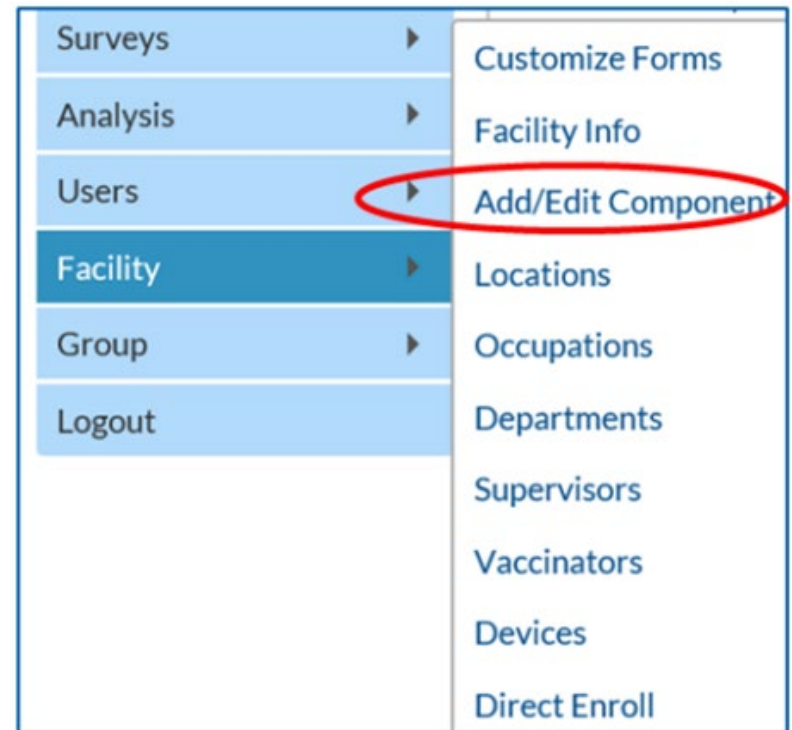 Surveys
Analysis
Users
Facility
Group
Logout
Customize Forms
Facility Info
Add/Edit Component
Locations
Occupations
Departments
Supervisors
Vaccinators
Devices
Direct Enroll